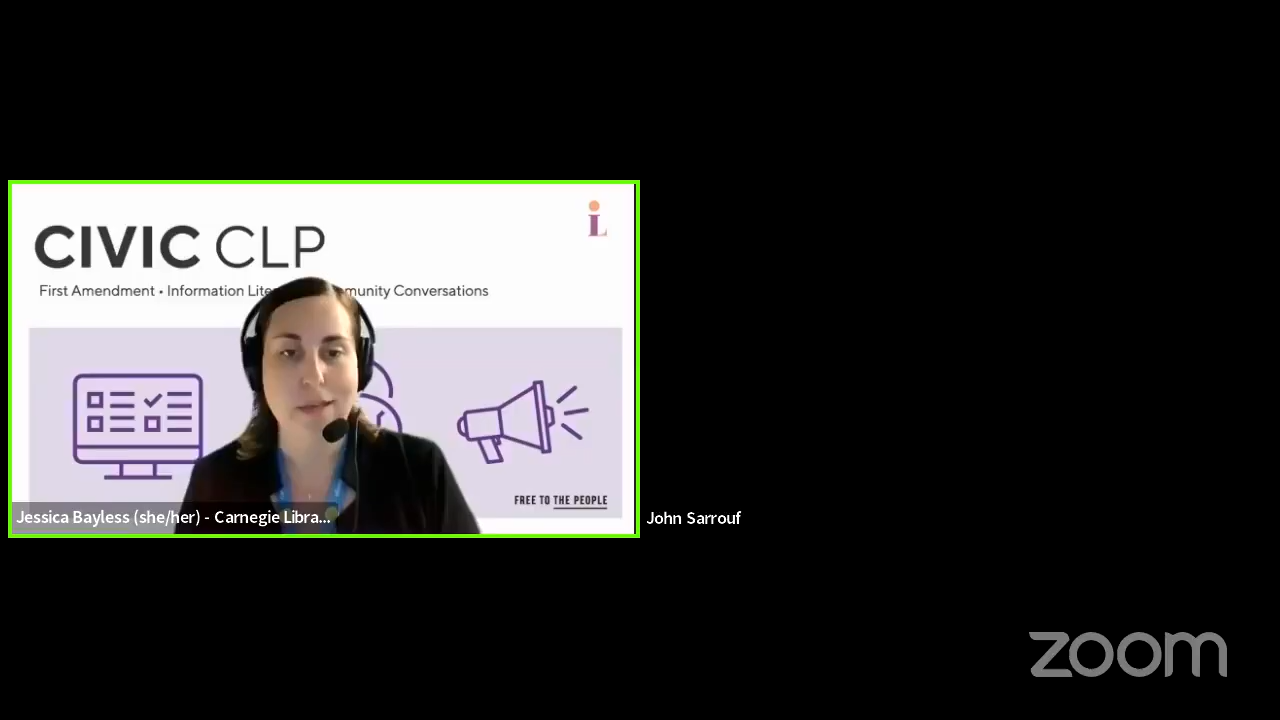 CIVIC CLP
First Amendment • Information Lite munity Conversations
FREE TO THE PEOPLE
Jessica Bayless (she/her) - Carnegie Libra...
John Sarrouf
zoom